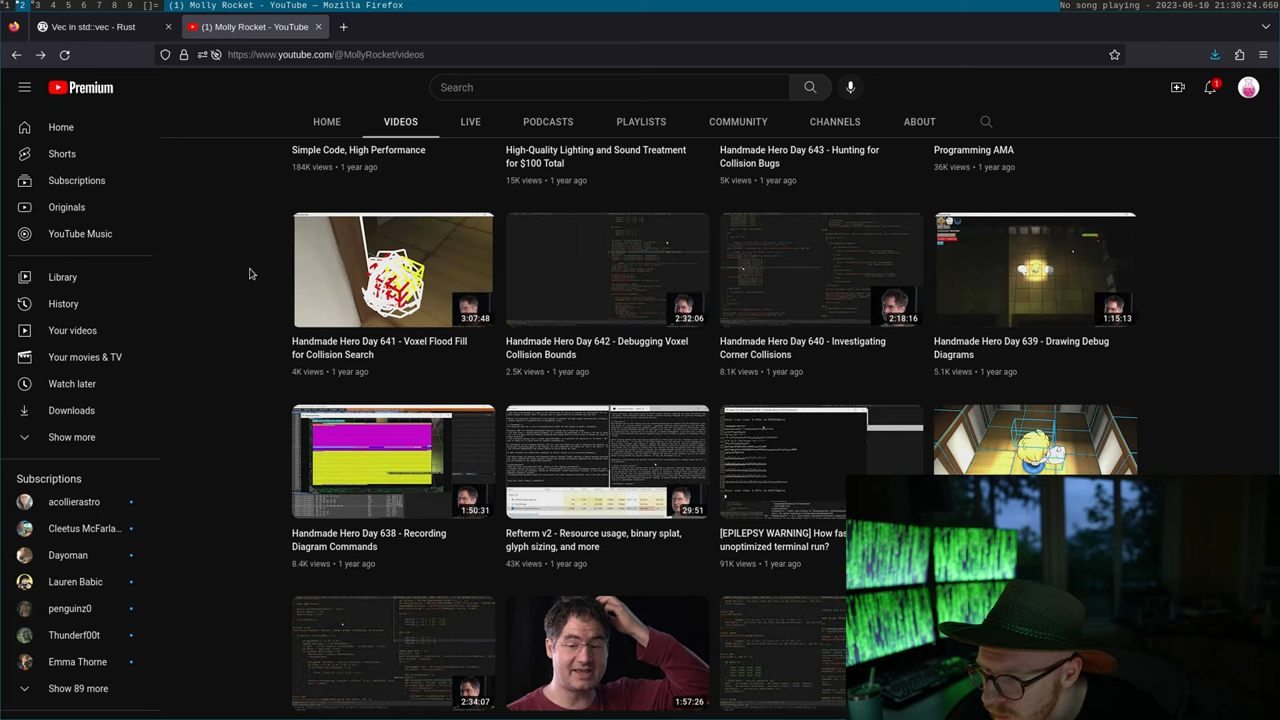 1 2 3 4 5 6 7 8 9 []= (1) Molly Rocket - YouTube — Mozilla Firefox No song playing - 2023-06-10 21:30:24.660
Vec in std::vec - Rust
(1) Molly Rocket - YouTube
https://www.youtube.com/@MollyRocket/videos
Premium
Search
1
HOME VIDEOS LIVE PODCASTS PLAYLISTS COMMUNITY CHANNELS ABOUT
Home
Shorts
Subscriptions
Originals
YouTube Music
Library
History
Your videos
Your movies & TV
Watch later
Downloads
Show more
ecollinestro
Cleetus McFarla...
Dayoman
Lauren Babic
penguinz0
Emma Thorne
Show 89 more
Simple Code, High Performance
184K views • 1 year ago
High-Quality Lighting and Sound Treatment
for $100 Total
15K views • 1 year ago
Handmade Hero Day 643 - Hunting for
Collision Bugs
5K views • 1 year ago
Programming AMA
36K views • 1 year ago
3:07:48
Handmade Hero Day 641 - Voxel Flood Fill
for Collision Search
4K views • 1 year ago
2:32:06
Handmade Hero Day 642 - Debugging Voxel
Collision Bounds
2.5K views • 1 year ago
2:18:16
Handmade Hero Day 640 - Investigating
Corner Collisions
8.1K views • 1 year ago
1:15:13
Handmade Hero Day 639 - Drawing Debug
Diagrams
5.1K views • 1 year ago
Handmade Hero Day 638 - Recording
Diagram Commands
8.4K views • 1 year ago
29:51
Refterm v2 - Resource usage, binary splat,
glyph sizing, and more
43K views • 1 year ago
[EPILEPSY WARNING] How fas
unoptimized terminal run?
91K views • 1 year ago
2:34:07
1:57:26